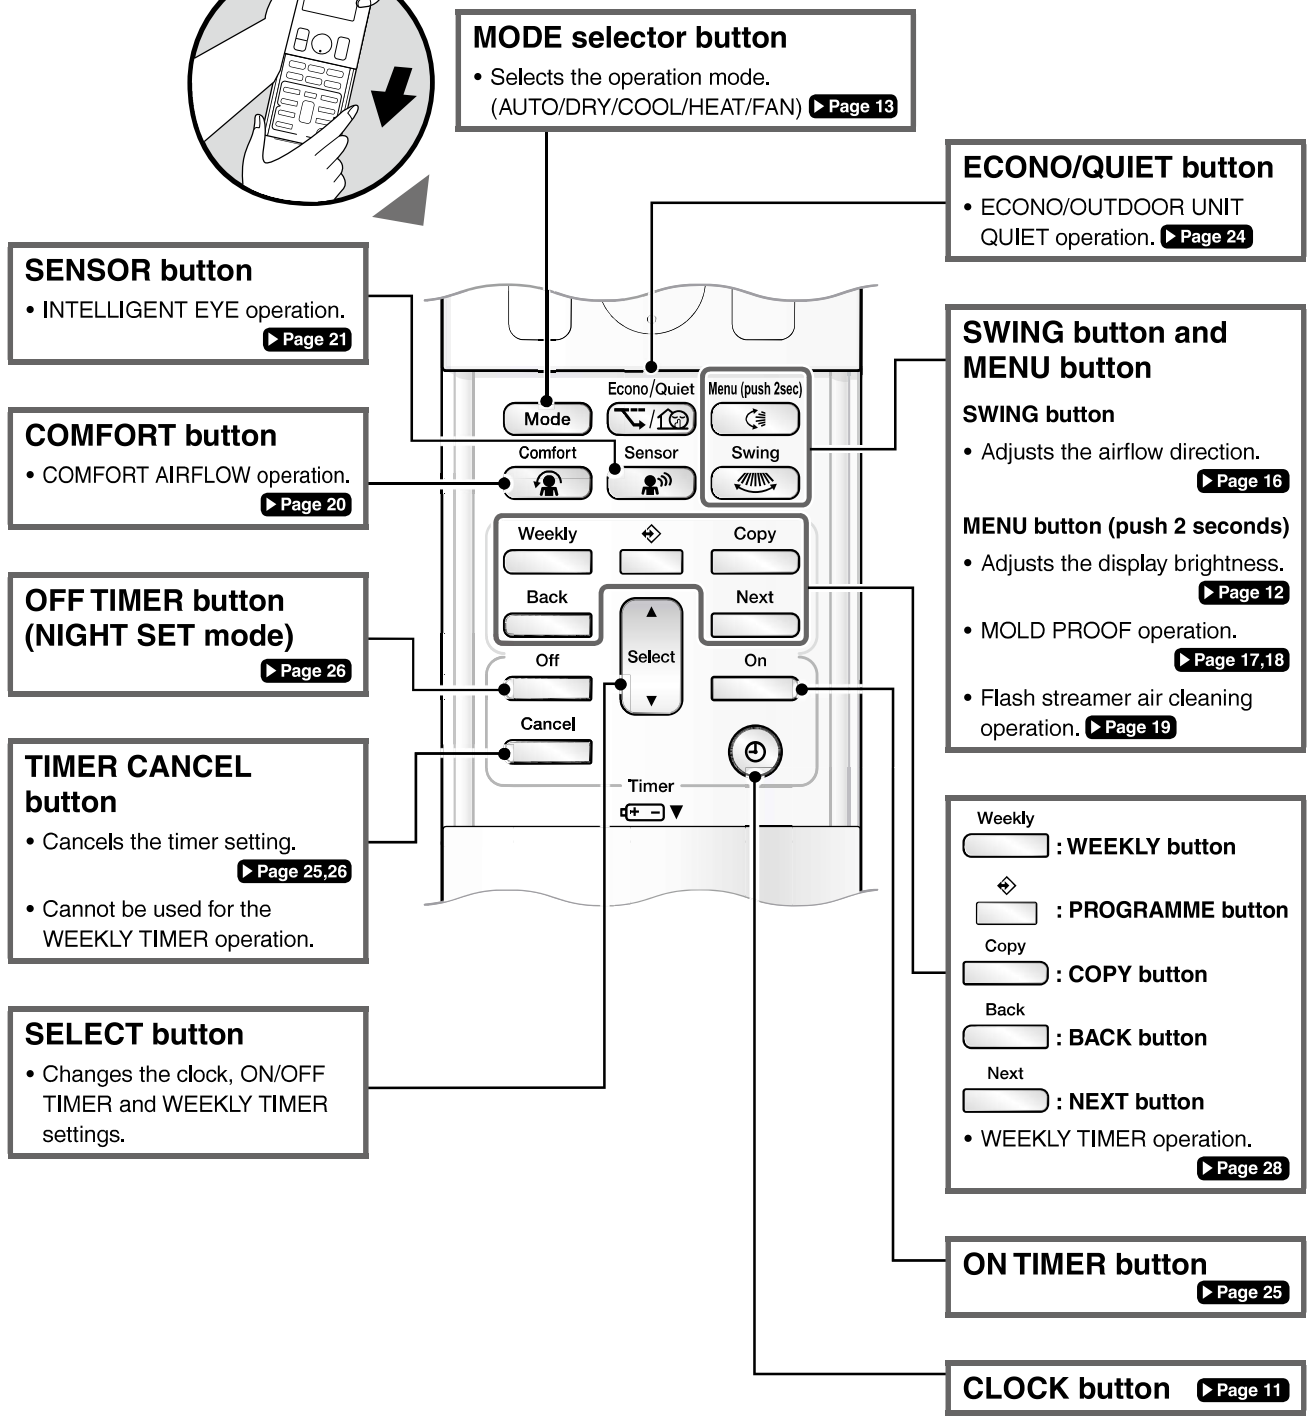 MODE selector button
• Selects the operation mode.
(AUTO/DRY/COOL/HEAT/FAN) ▶ Page 13
ECONO/QUIET button
• ECONO/OUTDOOR UNIT
QUIET operation. ▶ Page 24
SENSOR button
• INTELLIGENT EYE operation.
▶ Page 21
COMFORT button
• COMFORT AIRFLOW operation.
▶ Page 20
OFF TIMER button
(NIGHT SET mode)
▶ Page 26
TIMER CANCEL
button
• Cancels the timer setting.
▶ Page 25,26
• Cannot be used for the
WEEKLY TIMER operation.
SELECT button
• Changes the clock, ON/OFF
TIMER and WEEKLY TIMER
settings.
Econo/Quiet
Menu (push 2sec)
Mode
Comfort
Sensor
Swing
Weekly
Copy
Back
Next
▲
Select
▼
Off
On
Cancel
Timer
+ − ▼
SWING button and
MENU button
SWING button
• Adjusts the airflow direction.
▶ Page 16
MENU button (push 2 seconds)
• Adjusts the display brightness.
▶ Page 12
• MOLD PROOF operation.
▶ Page 17,18
• Flash streamer air cleaning
operation. ▶ Page 19
Weekly
: WEEKLY button
: PROGRAMME button
Copy
: COPY button
Back
: BACK button
Next
: NEXT button
• WEEKLY TIMER operation.
▶ Page 28
ON TIMER button
▶ Page 25
CLOCK button ▶ Page 11